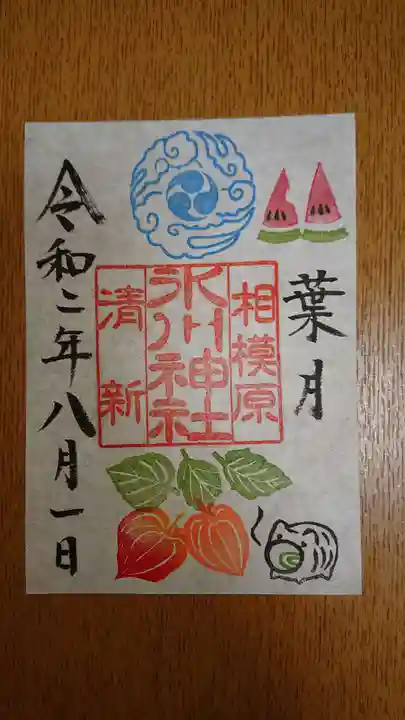 葉月
相模原
氷川神社
清新
令和二年八月一日